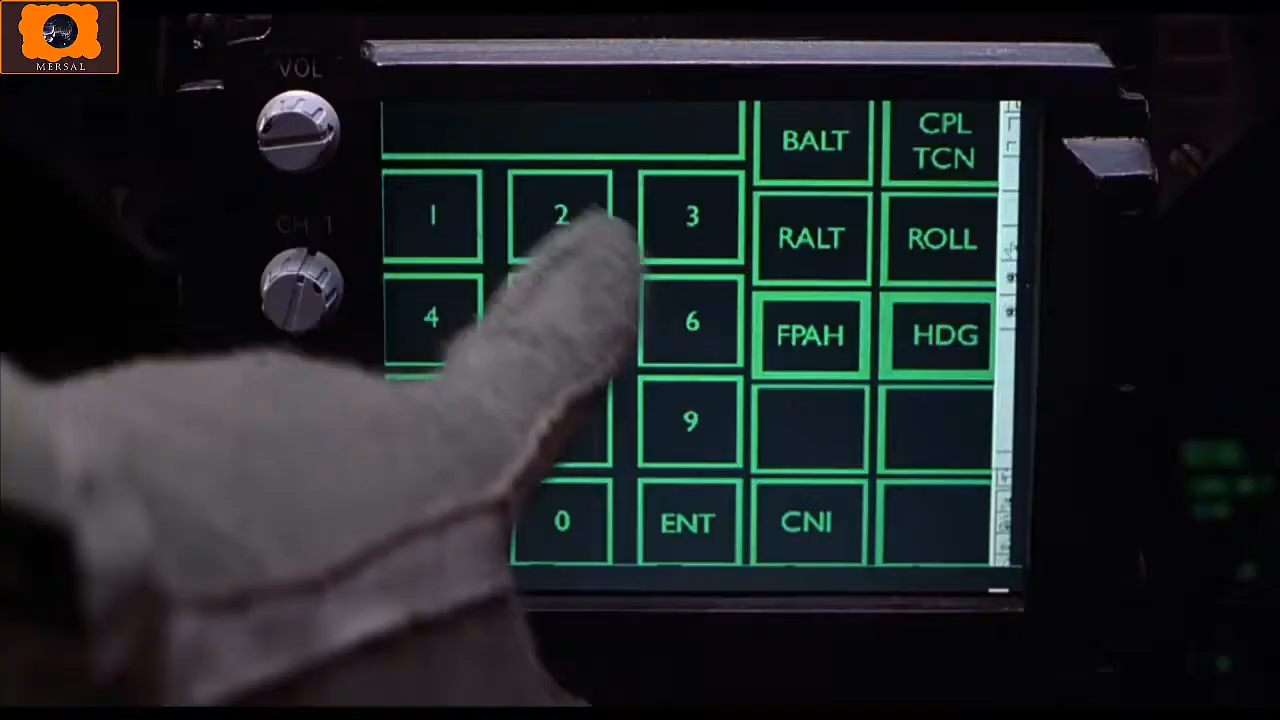 MERSAL
VOL
BALT
CPL
TCN
1
2
3
CH 1
RALT
ROLL
4
6
FPAH
HDG
9
0
ENT
CNI